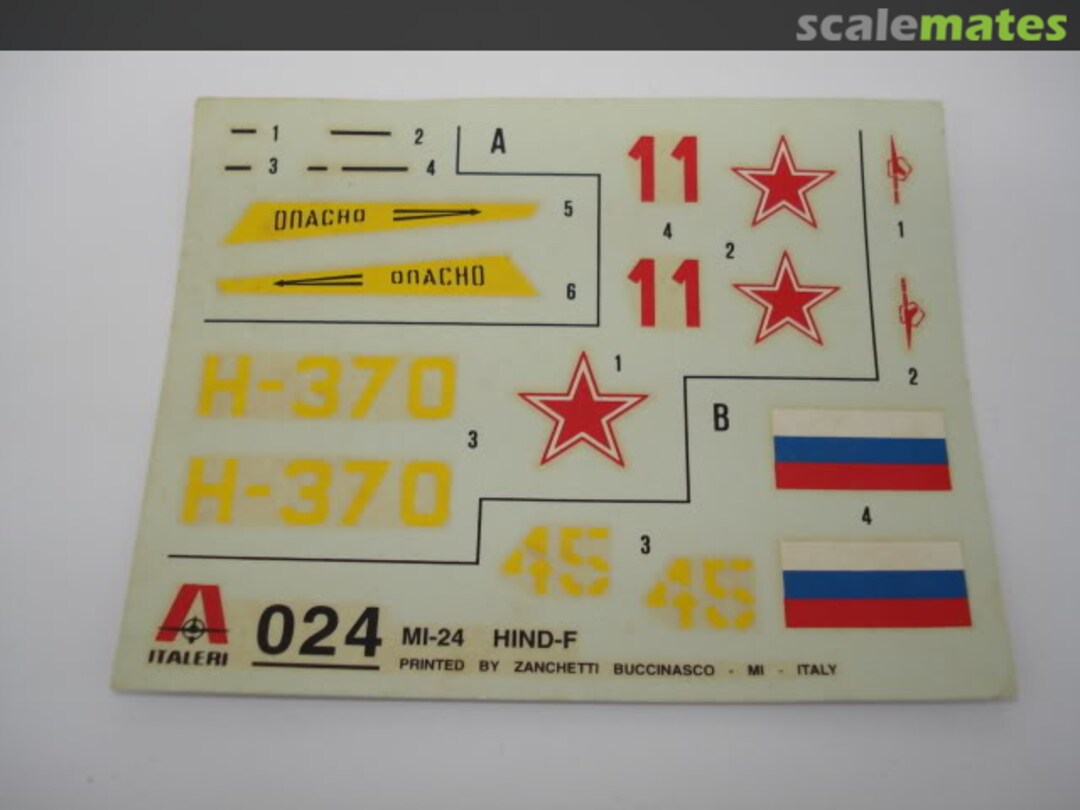 scalemates
1
2
A
3
4
11
1
ОПАСНО
5
4
2
ОПАСНО
6
11
2
H-370
1
3
B
H-370
4
45
3
45
ITALERI
024
MI-24 HIND-F
PRINTED BY ZANCHETTI BUCCINASCO - MI - ITALY